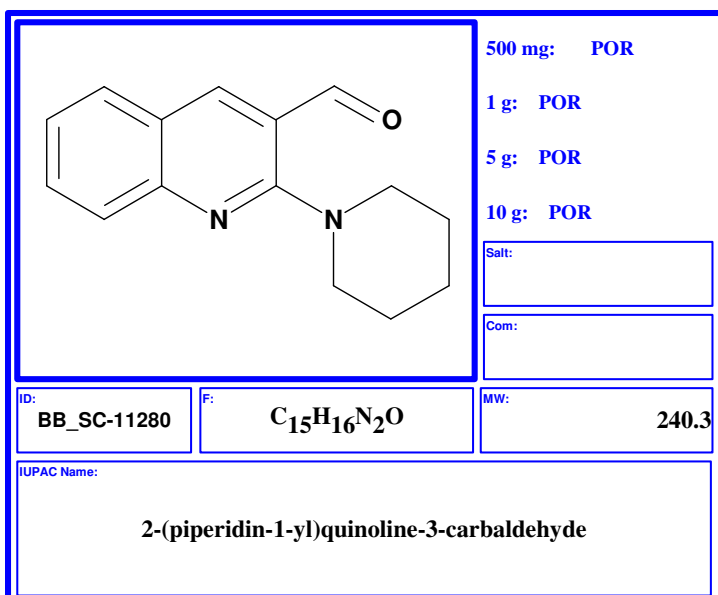 O
N
N
500 mg: POR
1 g: POR
5 g: POR
10 g: POR
Salt:
Com:
ID:
BB_SC-11280
F:
C15H16N2O
MW:
240.3
IUPAC Name:
2-(piperidin-1-yl)quinoline-3-carbaldehyde